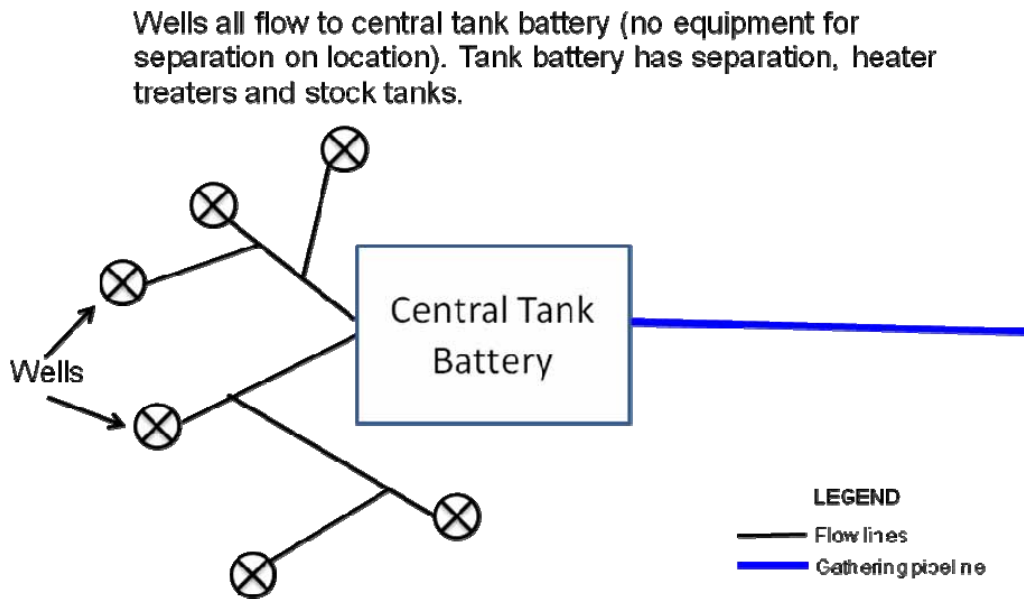 Wells all flow to central tank battery (no equipment for
separation on location). Tank battery has separation, heater
treaters and stock tanks.
Central Tank
Battery
Wells
LEGEND
Flow lines
Gathering pipeline